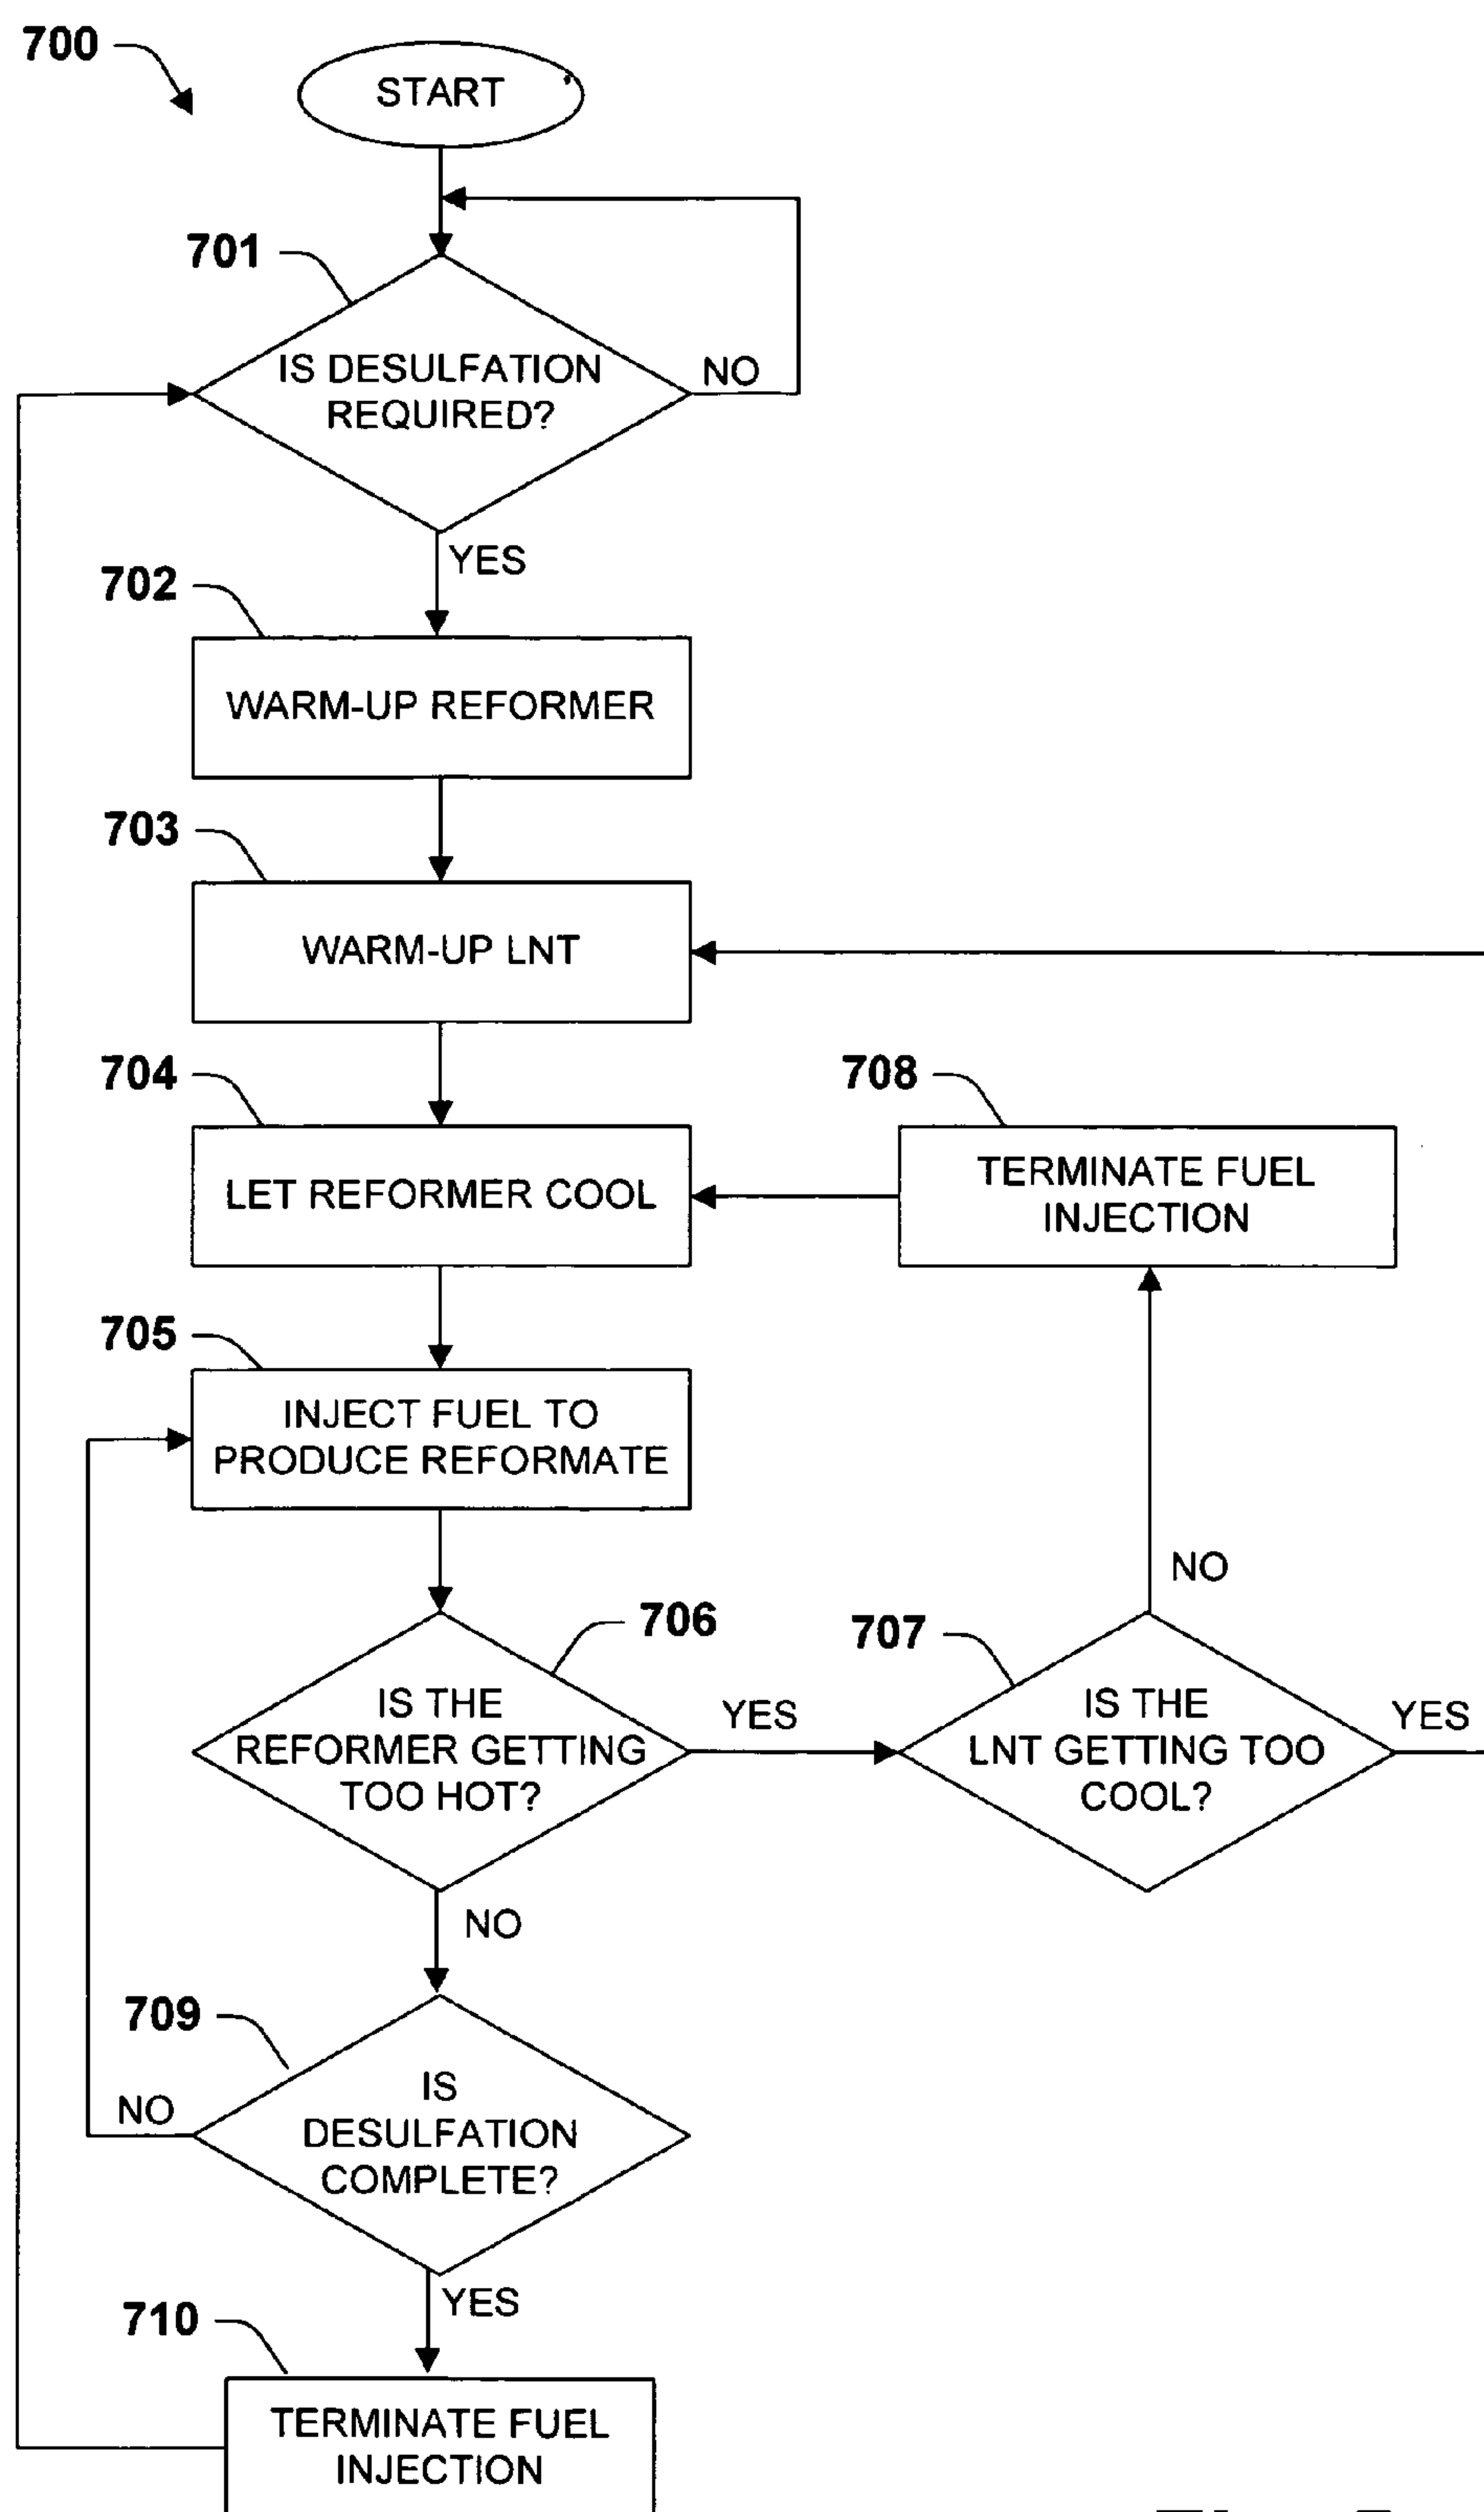 700
START
701
IS DESULFATION
REQUIRED?
NO
YES
702
WARM-UP REFORMER
703
WARM-UP LNT
704
LET REFORMER COOL
708
TERMINATE FUEL
INJECTION
705
INJECT FUEL TO
PRODUCE REFORMATE
NO
706
IS THE
REFORMER GETTING
TOO HOT?
YES
707
IS THE
LNT GETTING TOO
COOL?
YES
NO
709
IS
DESULFATION
COMPLETE?
NO
YES
710
TERMINATE FUEL
INJECTION